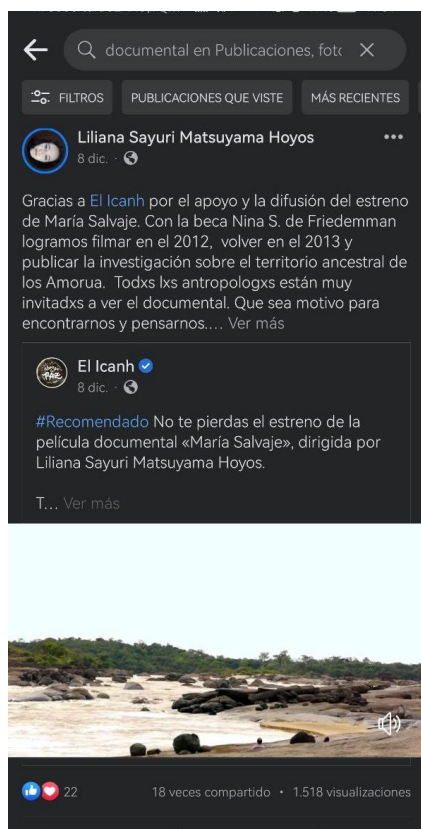 documental en Publicaciones, foto
FILTROS
PUBLICACIONES QUE VISTE
MÁS RECIENTES
Liliana Sayuri Matsuyama Hoyos
8 dic. ·
Gracias a El Icanh por el apoyo y la difusión del estreno
de María Salvaje. Con la beca Nina S. de Friedemman
logramos filmar en el 2012, volver en el 2013 y
publicar la investigación sobre el territorio ancestral de
los Amorua. Todxs lxs antropologxs están muy
invitadxs a ver el documental. Que sea motivo para
encontrarnos y pensarnos.... Ver más
El Icanh
8 dic. ·
#Recomendado No te pierdas el estreno de la
película documental «María Salvaje», dirigida por
Liliana Sayuri Matsuyama Hoyos.
T... Ver más
22
18 veces compartido • 1.518 visualizaciones